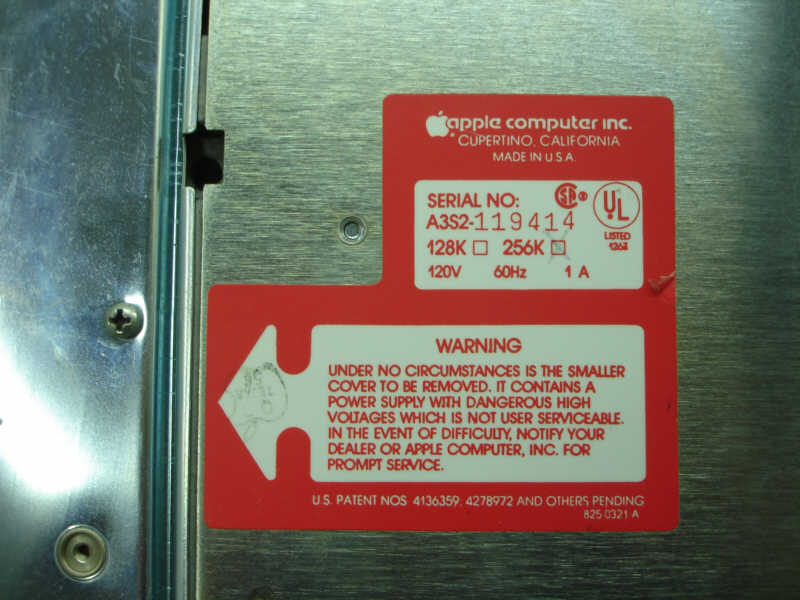 apple computer inc.
CUPERTINO, CALIFORNIA
MADE IN U.S.A.
SERIAL NO:
A3S2-119414
128K 256K
120V 60Hz 1 A
UL
LISTED
WARNING
UNDER NO CIRCUMSTANCES IS THE SMALLER
COVER TO BE REMOVED. IT CONTAINS A
POWER SUPPLY WITH DANGEROUS HIGH
VOLTAGES WHICH IS NOT USER SERVICEABLE.
IN THE EVENT OF DIFFICULTY, NOTIFY YOUR
DEALER OR APPLE COMPUTER, INC. FOR
PROMPT SERVICE.
U.S. PATENT NOS 4136359, 4278972 AND OTHERS PENDING
825 0321 A